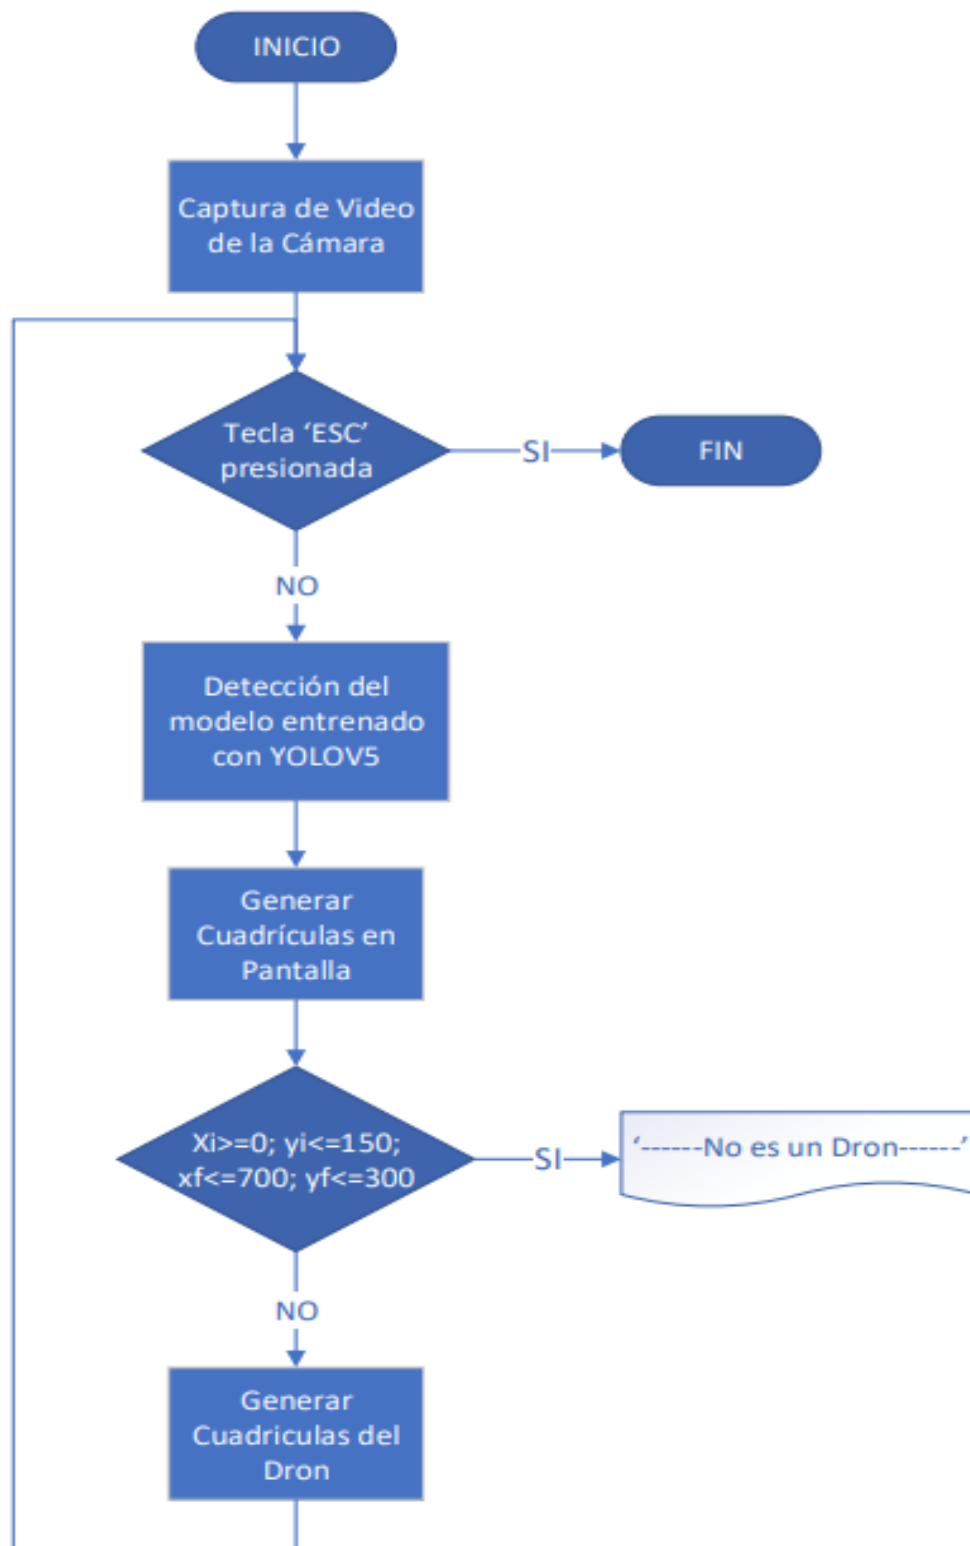 INICIO
Captura de Video
de la Cámara
Tecla ‘ESC’
presionada
SI
FIN
NO
Detección del
modelo entrenado
con YOLOV5
Generar
Cuadrículas en
Pantalla
Xi>=0; yi<=150;
xf<=700; yf<=300
SI
‘------No es un Dron------’
NO
Generar
Cuadriculas del
Dron